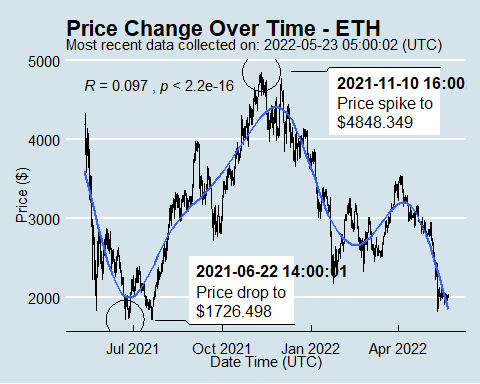 Price Change Over Time - ETH
Most recent data collected on: 2022-05-23 05:00:02 (UTC)
5000
R = 0.097 , p < 2.2e-16
2021-11-10 16:00
Price spike to
$4848.349
4000
Price ($)
3000
2021-06-22 14:00:01
Price drop to
$1726.498
2000
Jul 2021
Oct 2021
Jan 2022
Apr 2022
Date Time (UTC)